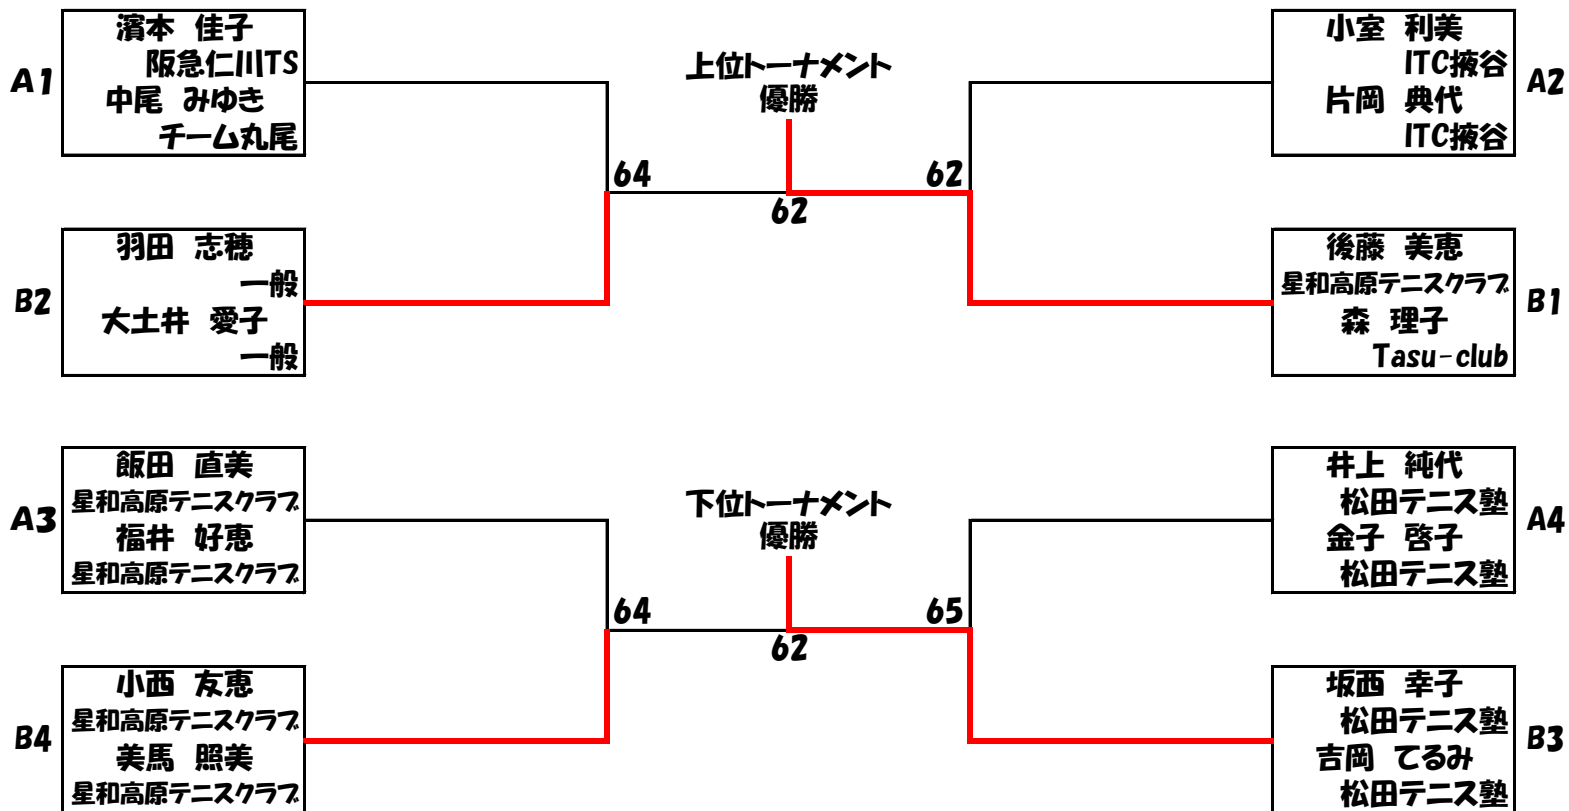 A1
濱本 佳子
阪急仁川TS
中尾 みゆき
チーム丸尾
上位トーナメント
優勝
小室 利美
ITC掖谷
片岡 典代
ITC掖谷
A2
64
62
62
B2
羽田 志穂
一般
大土井 愛子
一般
後藤 美恵
星和高原テニスクラブ
森 理子
Tasu-club
B1
A3
飯田 直美
星和高原テニスクラブ
福井 好恵
星和高原テニスクラブ
下位トーナメント
優勝
井上 純代
松田テニス塾
金子 啓子
松田テニス塾
A4
64
62
65
B4
小西 友恵
星和高原テニスクラブ
美馬 照美
星和高原テニスクラブ
坂西 幸子
松田テニス塾
吉岡 てるみ
松田テニス塾
B3